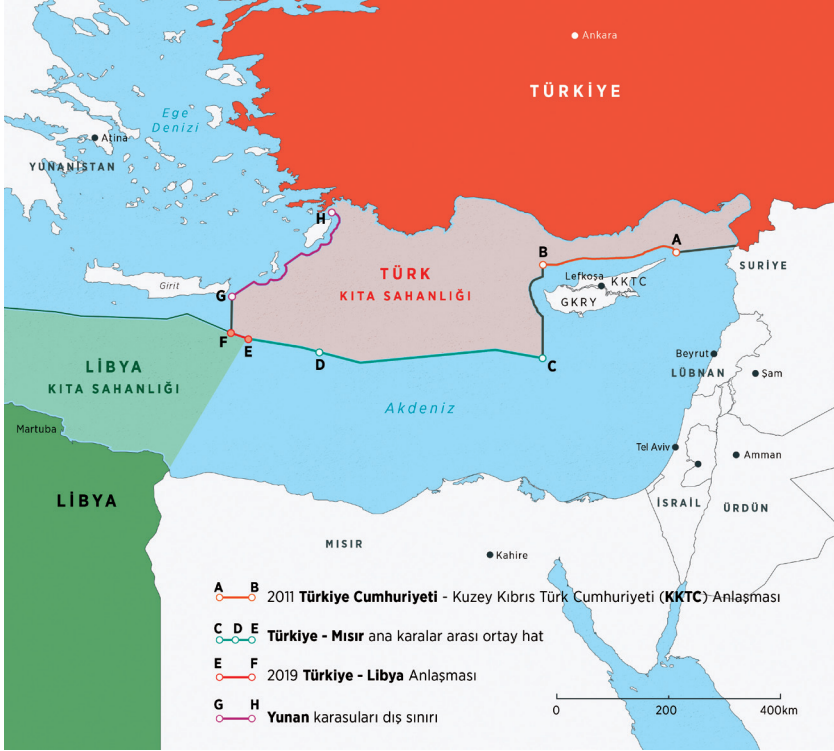 Ankara
TÜRKİYE
Ege
Denizi
Atina
YUNANİSTAN
H
A
B
SURİYE
TÜRK
KITA SAHANLIĞI
Lefkoşa
KKTC
GKRY
Girit
G
F
E
D
C
Beyrut
LÜBNAN
Şam
LİBYA
KITA SAHANLIĞI
Akdeniz
Martuba
Tel Aviv
Amman
LİBYA
İSRAİL
ÜRDÜN
MISIR
Kahire
A B
2011 Türkiye Cumhuriyeti - Kuzey Kıbrıs Türk Cumhuriyeti (KKTC) Anlaşması
C D E
Türkiye - Mısır ana karalar arası ortay hat
E F
2019 Türkiye - Libya Anlaşması
G H
Yunan karasuları dış sınırı
0 200 400km